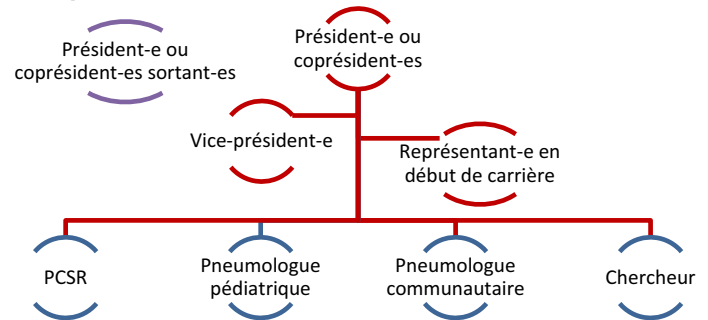 Président-e ou
coprésident-es sortant-es
Président-e ou
coprésident-es
Vice-président-e
Représentant-e en
début de carrière
PCSR
Pneumologue
pédiatrique
Pneumologue
communautaire
Chercheur